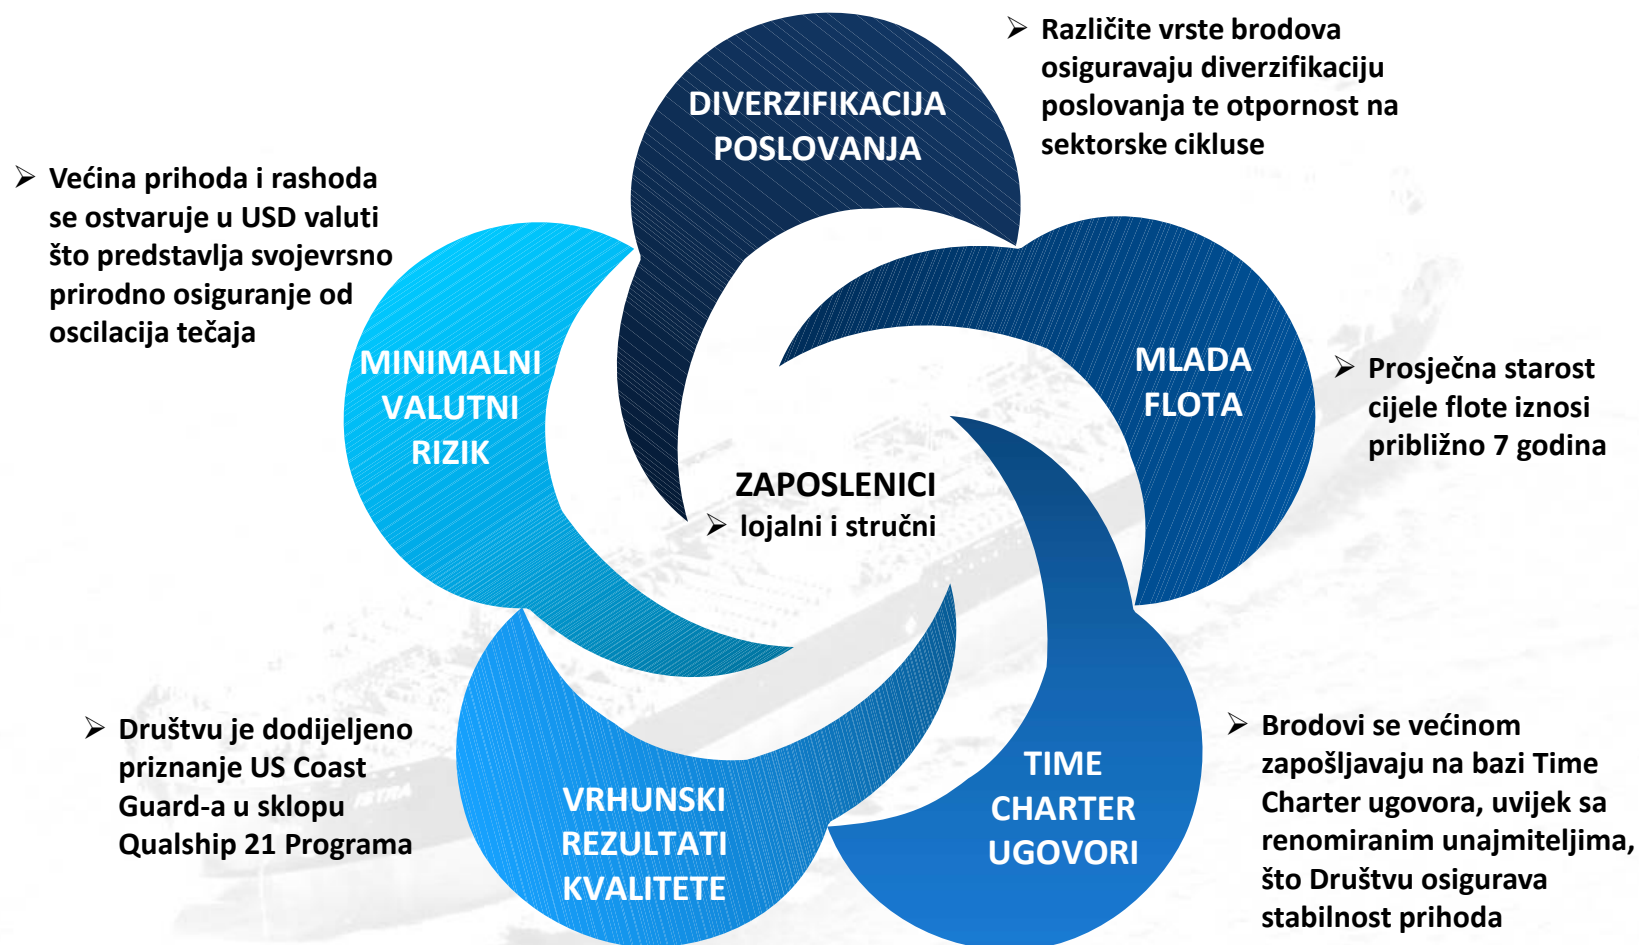 DIVERZIFIKACIJA
POSLOVANJA
➢ Različite vrste brodova
osiguravaju diverzifikaciju
poslovanja te otpornost na
sektorske cikluse
➢ Većina prihoda i rashoda
se ostvaruje u USD valuti
što predstavlja svojevrsno
prirodno osiguranje od
oscilacija tečaja
MINIMALNI
VALUTNI
RIZIK
MLADA
FLOTA
➢ Prosječna starost
cijele flote iznosi
približno 7 godina
ZAPOSLENICI
➢ lojalni i stručni
➢ Društvu je dodijeljeno
priznanje US Coast
Guard-a u sklopu
Qualship 21 Programa
ISTRA
VRHUNSKI
REZULTATI
KVALITETE
TIME
CHARTER
UGOVORI
➢ Brodovi se većinom
zapošljavaju na bazi Time
Charter ugovora, uvijek sa
renomiranim unajmiteljima,
što Društvu osigurava
stabilnost prihoda